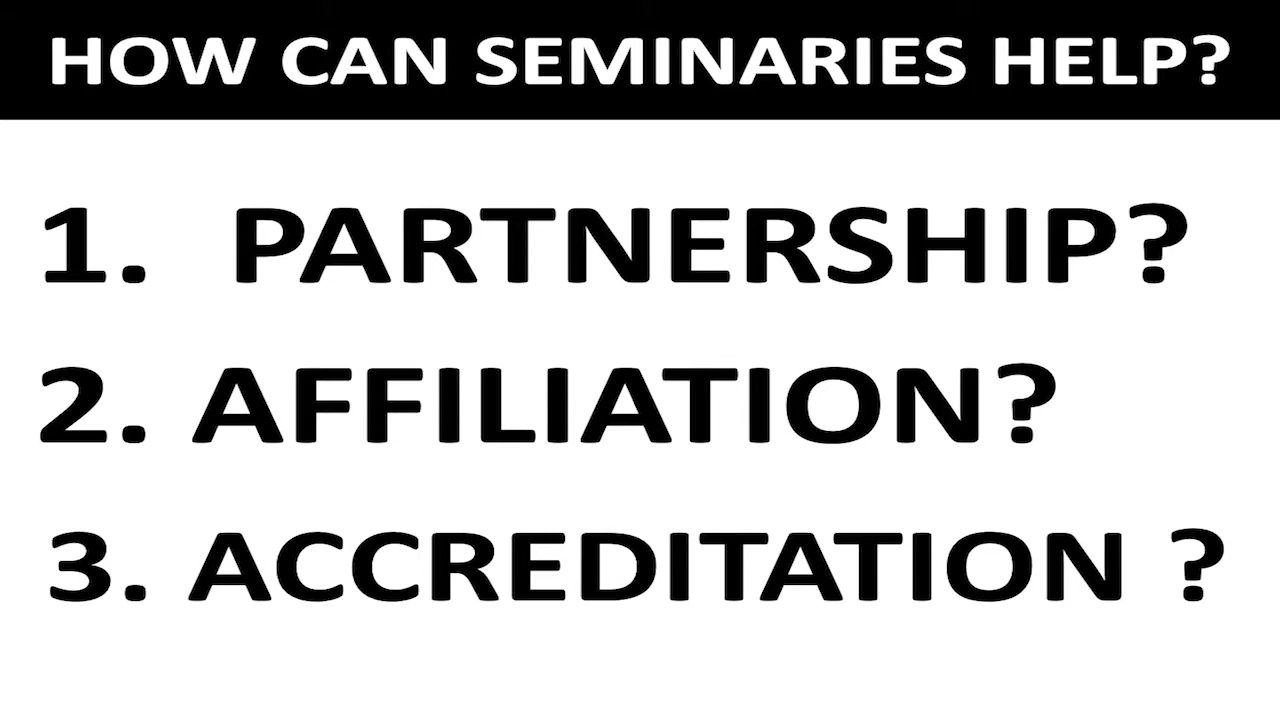 HOW CAN SEMINARIES HELP?
1. PARTNERSHIP?
2. AFFILIATION?
3. ACCREDITATION ?